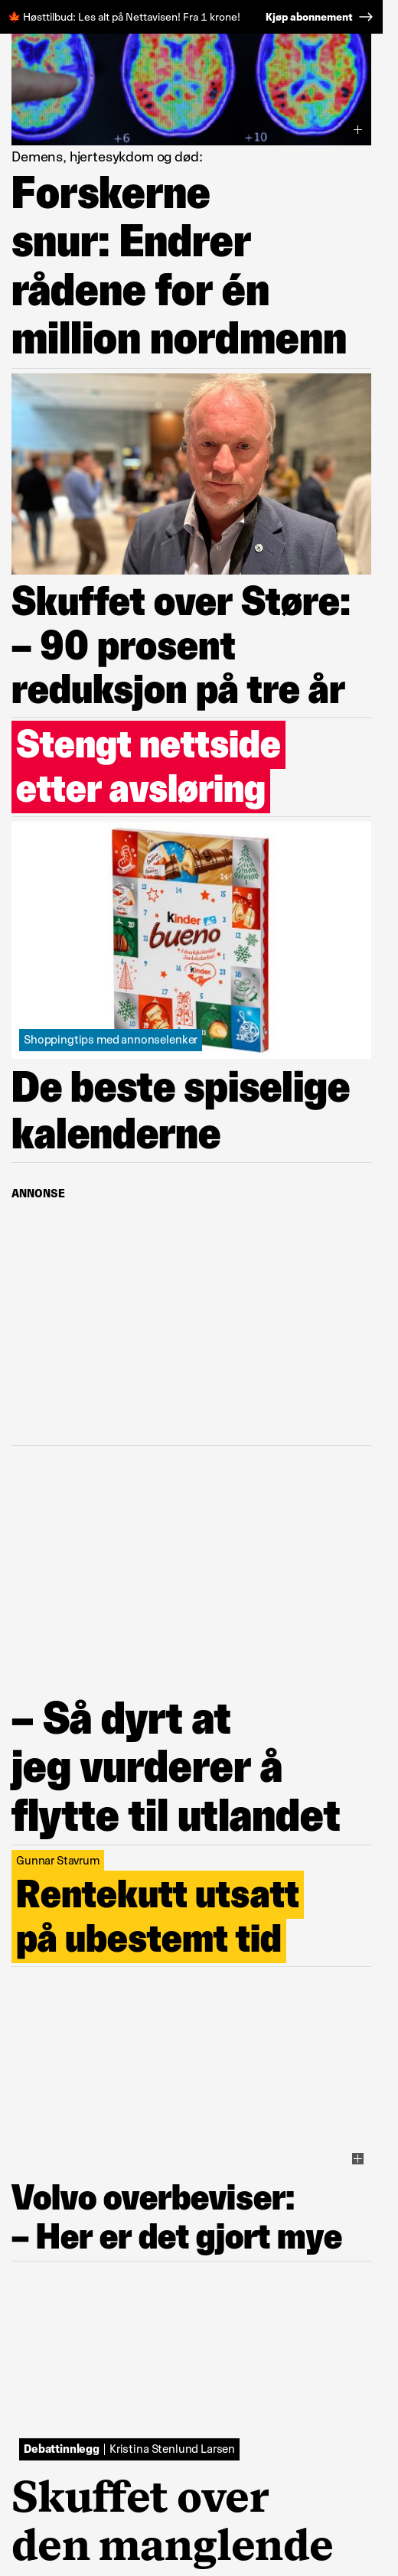 🍁 Høsttilbud: Les alt på Nettavisen! Fra 1 krone! Kjøp abonnement →
+6 +10
Demens, hjertesykdom og død:
Forskerne
snur: Endrer
rådene for én
million nordmenn
Skuffet over Støre:
– 90 prosent
reduksjon på tre år
Stengt nettside
etter avsløring
kinder
bueno
Shoppingtips med annonselenker
De beste spiselige
kalenderne
ANNONSE
– Så dyrt at
jeg vurderer å
flytte til utlandet
Gunnar Stavrum
Rentekutt utsatt
på ubestemt tid
Volvo overbeviser:
– Her er det gjort mye
Debattinnlegg | Kristina Stenlund Larsen
Skuffet over
den manglende